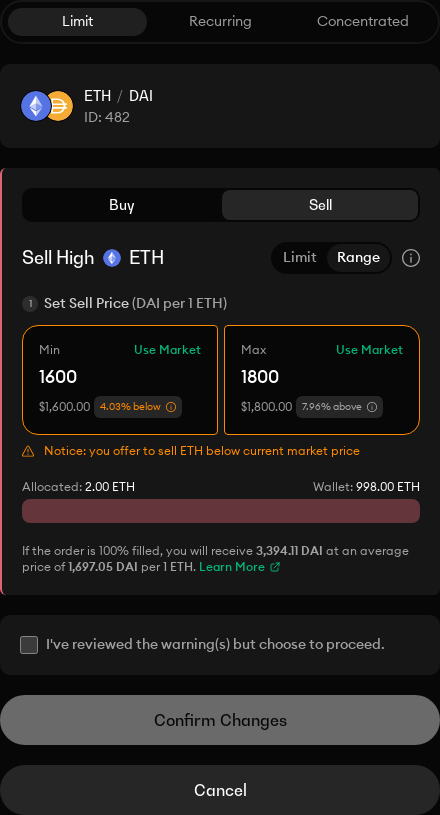 Limit Recurring Concentrated
ETH / DAI
ID: 482
Buy Sell
Sell High ETH Limit Range
1 Set Sell Price (DAI per 1 ETH)
Min Use Market Max Use Market
1600 1800
$1,600.00 4.03% below $1,800.00 7.96% above
Notice: you offer to sell ETH below current market price
Allocated: 2.00 ETH Wallet: 998.00 ETH
If the order is 100% filled, you will receive 3,394.11 DAI at an average
price of 1,697.05 DAI per 1 ETH. Learn More
I've reviewed the warning(s) but choose to proceed.
Confirm Changes
Cancel